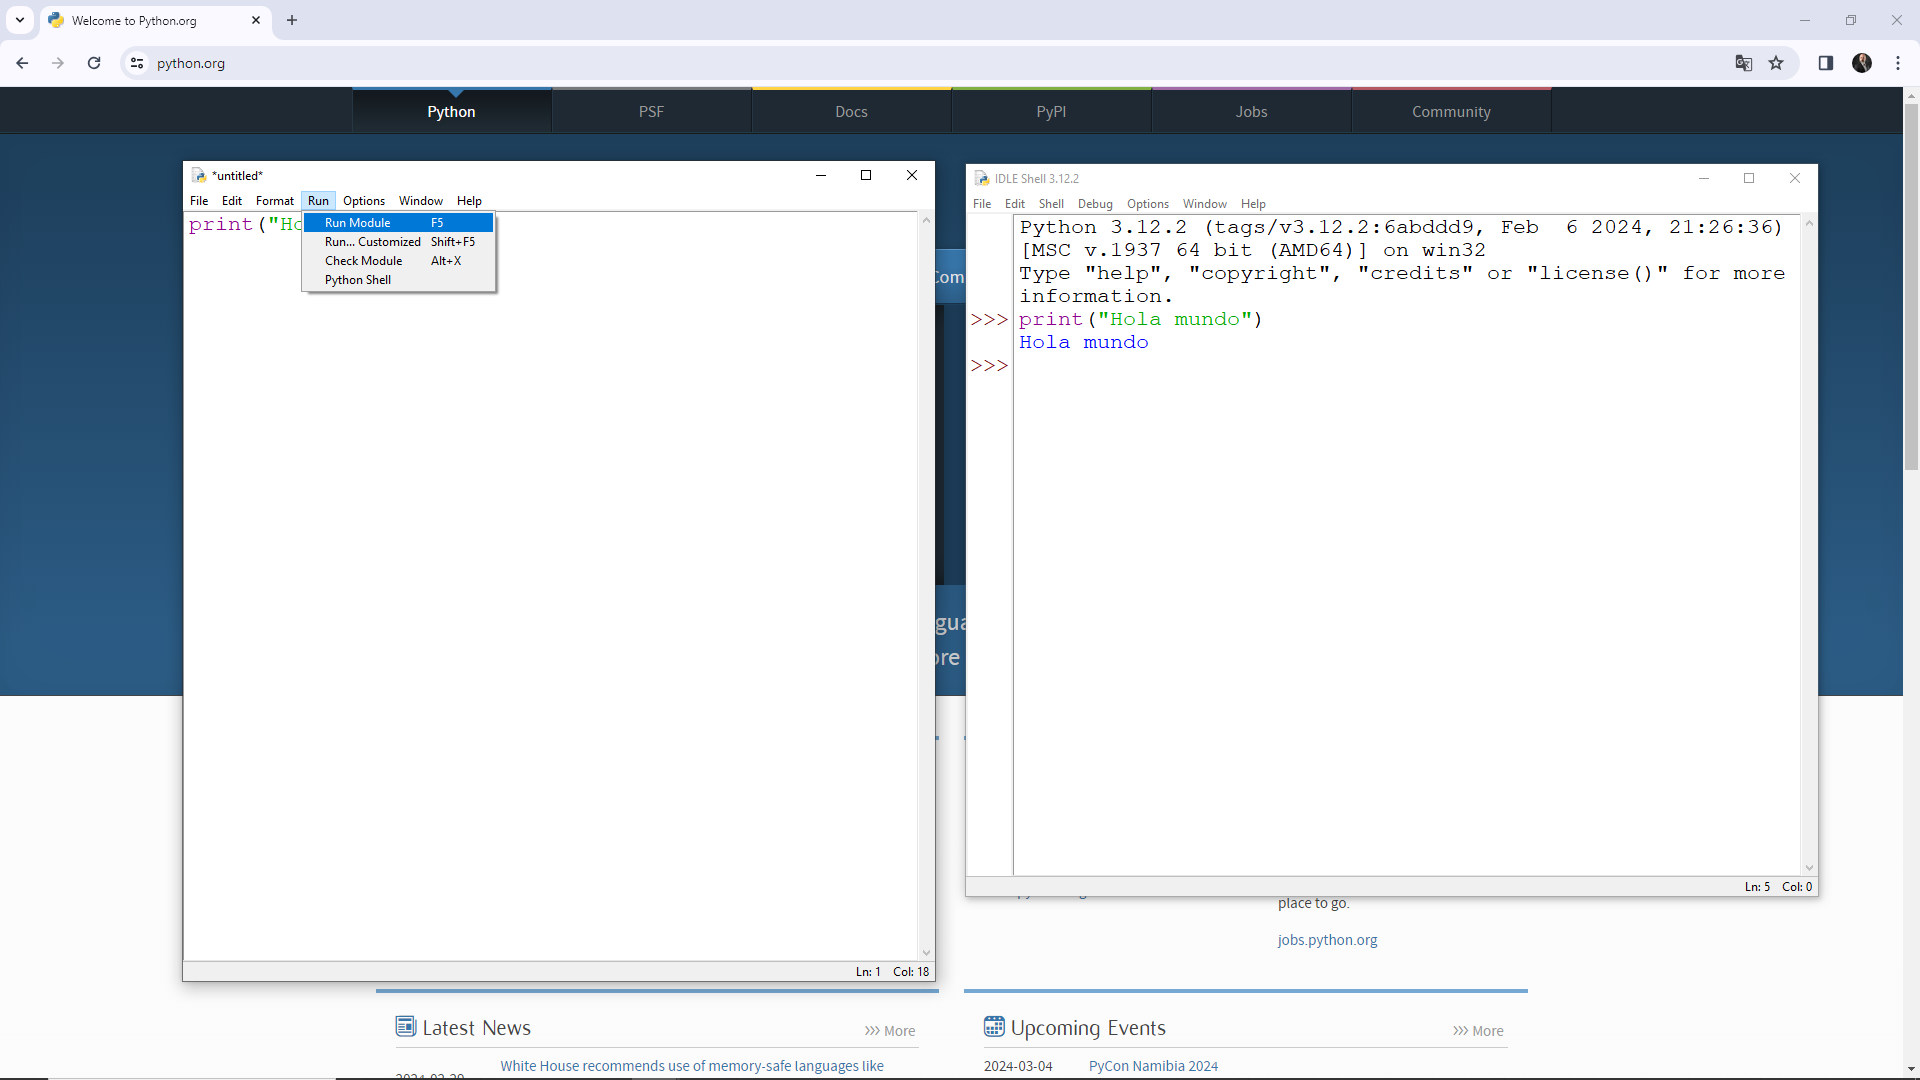 Welcome to Python.org
python.org
Python PSF Docs PyPI Jobs Community
*untitled*
File Edit Format Run Options Window Help
print("Ho
Run Module F5
Run... Customized Shift+F5
Check Module Alt+X
Python Shell
Ln: 1 Col: 18
IDLE Shell 3.12.2
File Edit Shell Debug Options Window Help
Python 3.12.2 (tags/v3.12.2:6abddd9, Feb  6 2024, 21:26:36)
[MSC v.1937 64 bit (AMD64)] on win32
Type "help", "copyright", "credits" or "license()" for more
information.
>>> print("Hola mundo")
Hola mundo
>>>
Ln: 5 Col: 0
place to go.
jobs.python.org
Latest News
>>> More
White House recommends use of memory-safe languages like
Upcoming Events
>>> More
2024-03-04 PyCon Namibia 2024